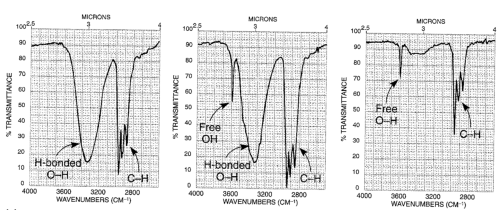 MICRONS
2.5 3 4
% TRANSMITTANCE
100
90
80
70
60
50
40
30
20
10
0
H-bonded
O–H
C–H
4000 3600 3200 2800
WAVENUMBERS (CM⁻¹)
MICRONS
2.5 3 4
% TRANSMITTANCE
100
90
80
70
60
50
40
30
20
10
0
Free
OH
H-bonded
O–H
C–H
4000 3600 3200 2800
WAVENUMBERS (CM⁻¹)
MICRONS
2.5 3 4
% TRANSMITTANCE
100
90
80
70
60
50
40
30
20
10
0
Free
O–H
C–H
4000 3600 3200 2800
WAVENUMBERS (CM⁻¹)